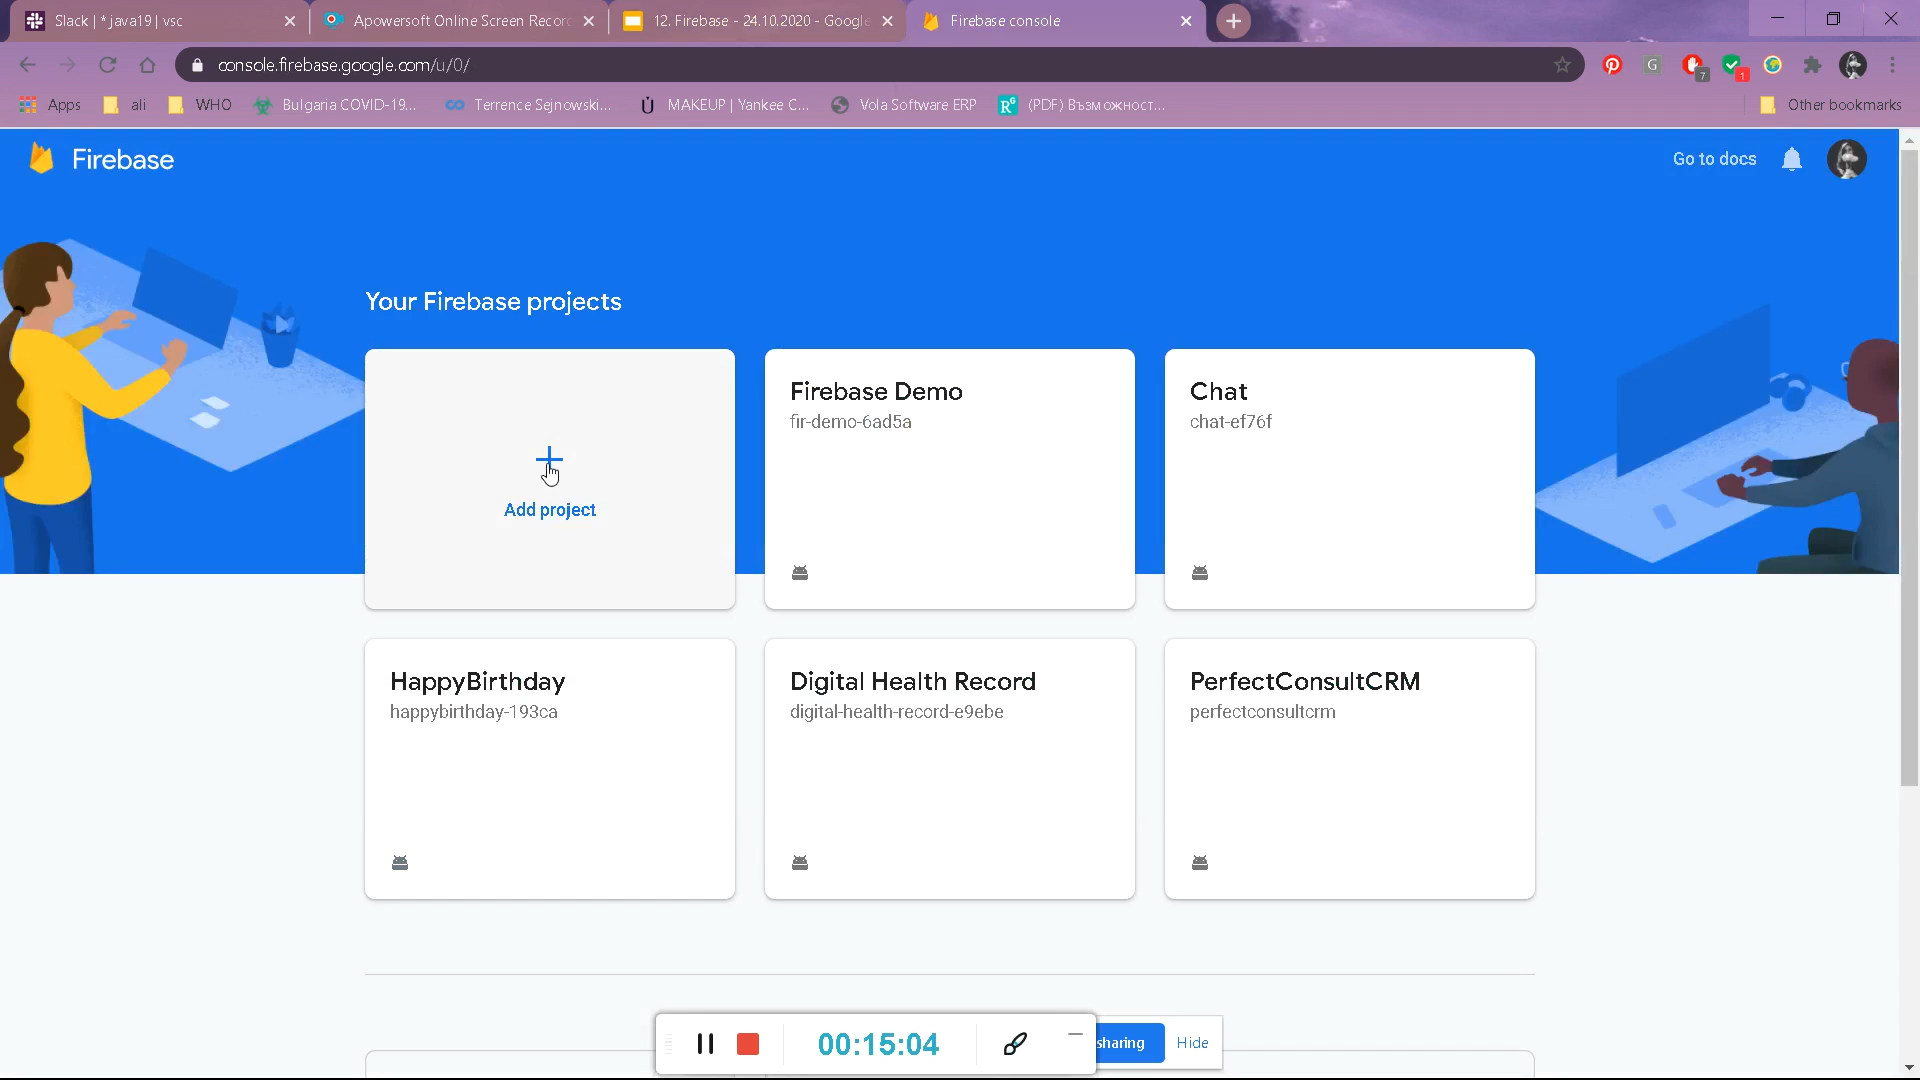 Slack | * java19 | vsc
Apowersoft Online Screen Recor
12. Firebase - 24.10.2020 - Google
Firebase console
console.firebase.google.com/u/0/
G
7
1
Apps
ali
WHO
Bulgaria COVID-19...
Terrence Sejnowski...
MAKEUP | Yankee C...
Vola Software ERP
(PDF) Възможност...
Other bookmarks
Firebase
Go to docs
Your Firebase projects
Add project
Firebase Demo
fir-demo-6ad5a
Chat
chat-ef76f
HappyBirthday
happybirthday-193ca
Digital Health Record
digital-health-record-e9ebe
PerfectConsultCRM
perfectconsultcrm
00:15:04
sharing
Hide